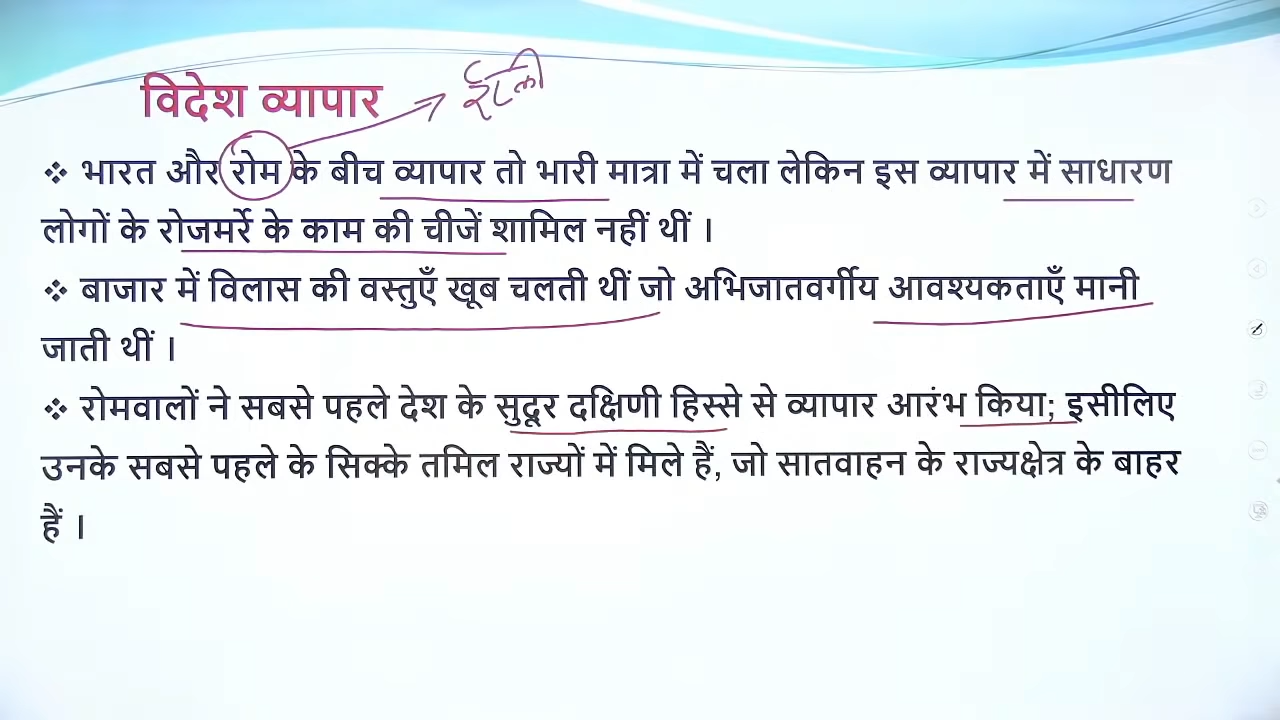 विदेश व्यापार
इटली
❖ भारत और रोम के बीच व्यापार तो भारी मात्रा में चला लेकिन इस व्यापार में साधारण
लोगों के रोजमर्रे के काम की चीजें शामिल नहीं थीं ।
❖ बाजार में विलास की वस्तुएँ खूब चलती थीं जो अभिजातवर्गीय आवश्यकताएँ मानी
जाती थीं ।
❖ रोमवालों ने सबसे पहले देश के सुदूर दक्षिणी हिस्से से व्यापार आरंभ किया; इसीलिए
उनके सबसे पहले के सिक्के तमिल राज्यों में मिले हैं, जो सातवाहन के राज्यक्षेत्र के बाहर
हैं ।